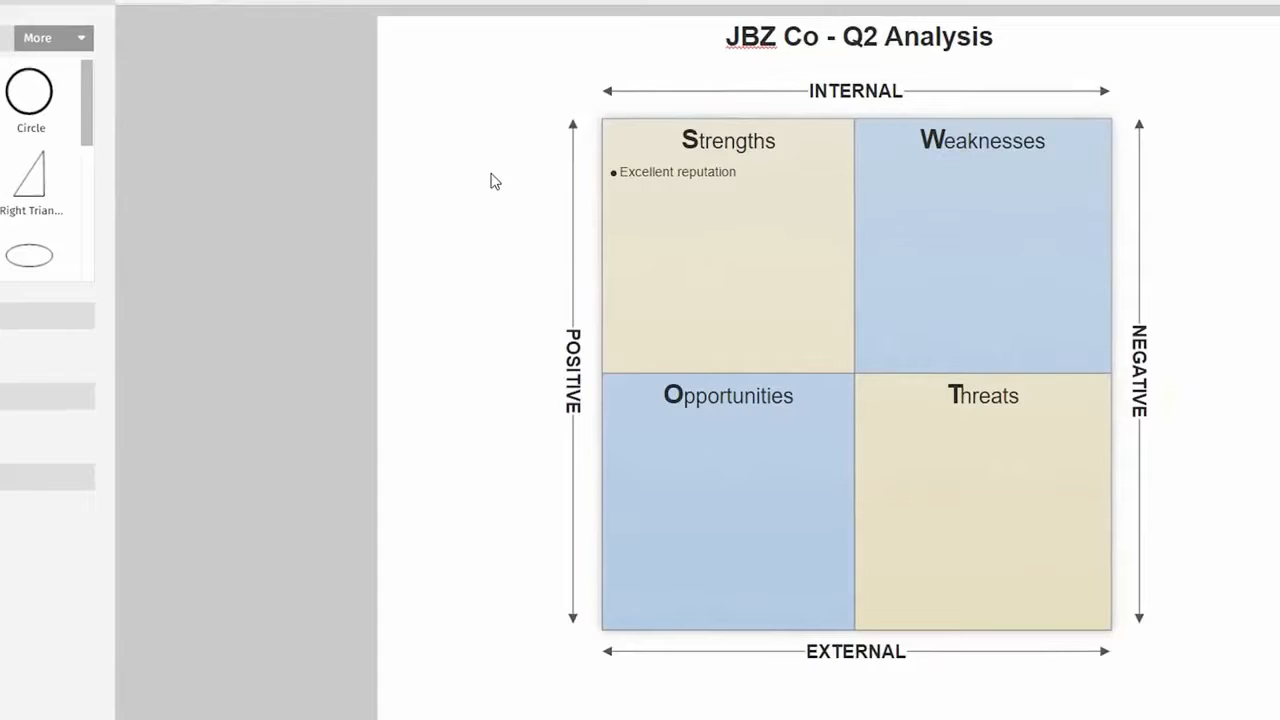 More
Circle
Right Trian...
JBZ Co - Q2 Analysis
INTERNAL
Strengths
Weaknesses
● Excellent reputation
POSITIVE
NEGATIVE
Opportunities
Threats
EXTERNAL